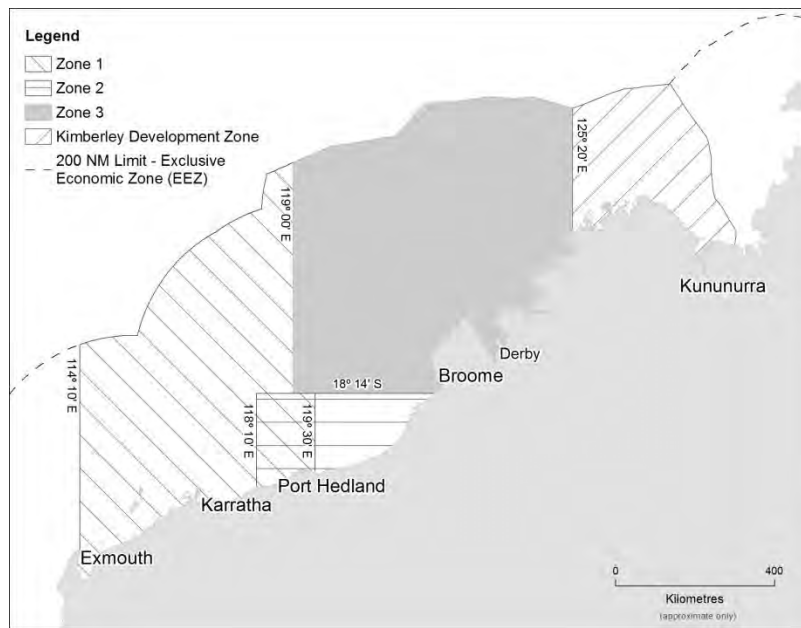 Legend
Zone 1
Zone 2
Zone 3
Kimberley Development Zone
200 NM Limit - Exclusive
Economic Zone (EEZ)
125° 20' E
119° 00' E
Kununurra
114° 10' E
Derby
Broome
18° 14' S
118° 10' E
119° 30' E
Port Hedland
Karratha
Exmouth
0
400
Kiliometres
(approximate only)